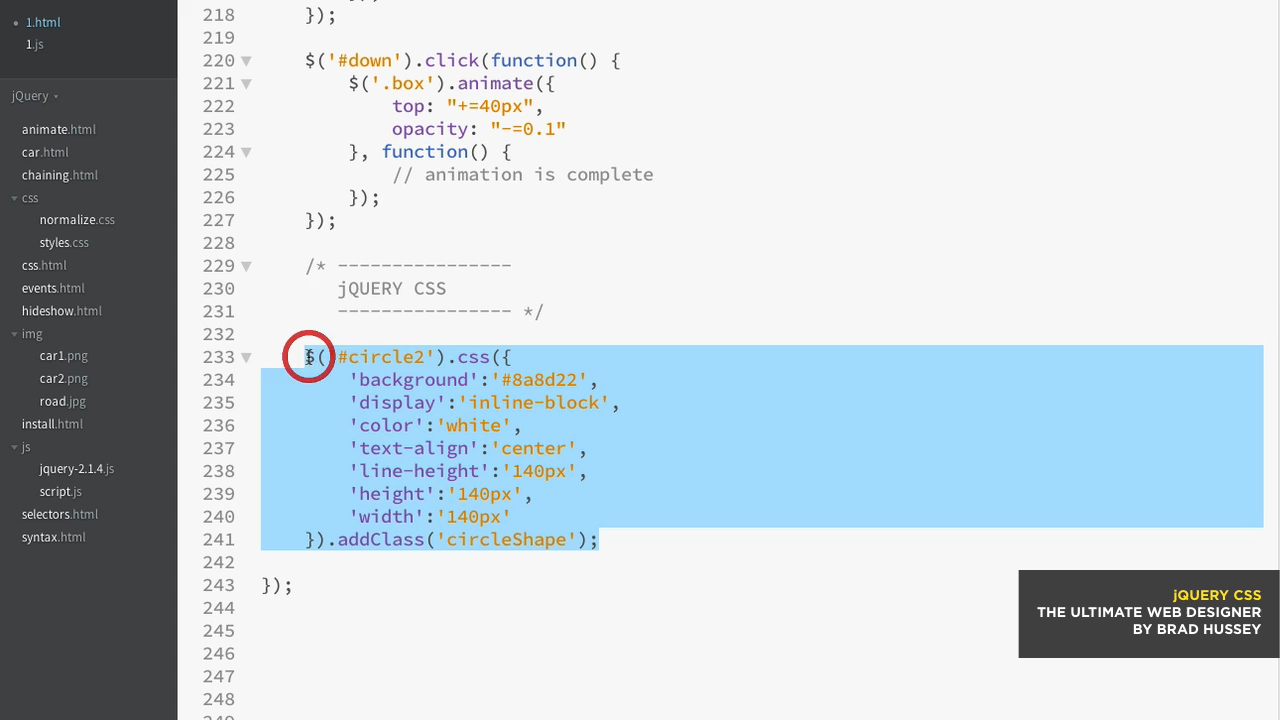 1.html
1.js
jQuery
animate.html
car.html
chaining.html
css
normalize.css
styles.css
css.html
events.html
hideshow.html
img
car1.png
car2.png
road.jpg
install.html
js
jquery-2.1.4.js
script.js
selectors.html
syntax.html
218 });
219
220 $('#down').click(function() {
221 $('.box').animate({
222 top: "+=40px",
223 opacity: "-=0.1"
224 }, function() {
225 // animation is complete
226 });
227 });
228
229 /* ----------------
230 jQUERY CSS
231 ---------------- */
232
233 $('#circle2').css({
234 'background':'#8a8d22',
235 'display':'inline-block',
236 'color':'white',
237 'text-align':'center',
238 'line-height':'140px',
239 'height':'140px',
240 'width':'140px'
241 }).addClass('circleShape');
242
243 });
244
245
246
247
248
jQUERY CSS
THE ULTIMATE WEB DESIGNER
BY BRAD HUSSEY